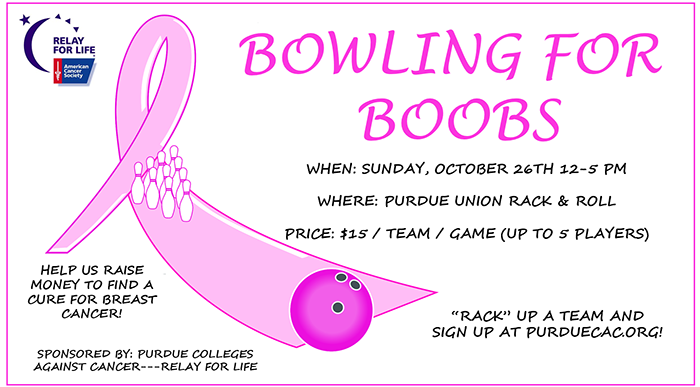 RELAY
FOR LIFE
American
Cancer
Society
BOWLING FOR
BOOBS
WHEN: SUNDAY, OCTOBER 26TH 12-5 PM
WHERE: PURDUE UNION RACK & ROLL
PRICE: $15 / TEAM / GAME (UP TO 5 PLAYERS)
HELP US RAISE
MONEY TO FIND A
CURE FOR BREAST
CANCER!
“RACK” UP A TEAM AND
SIGN UP AT PURDUECAC.ORG!
SPONSORED BY: PURDUE COLLEGES
AGAINST CANCER---RELAY FOR LIFE